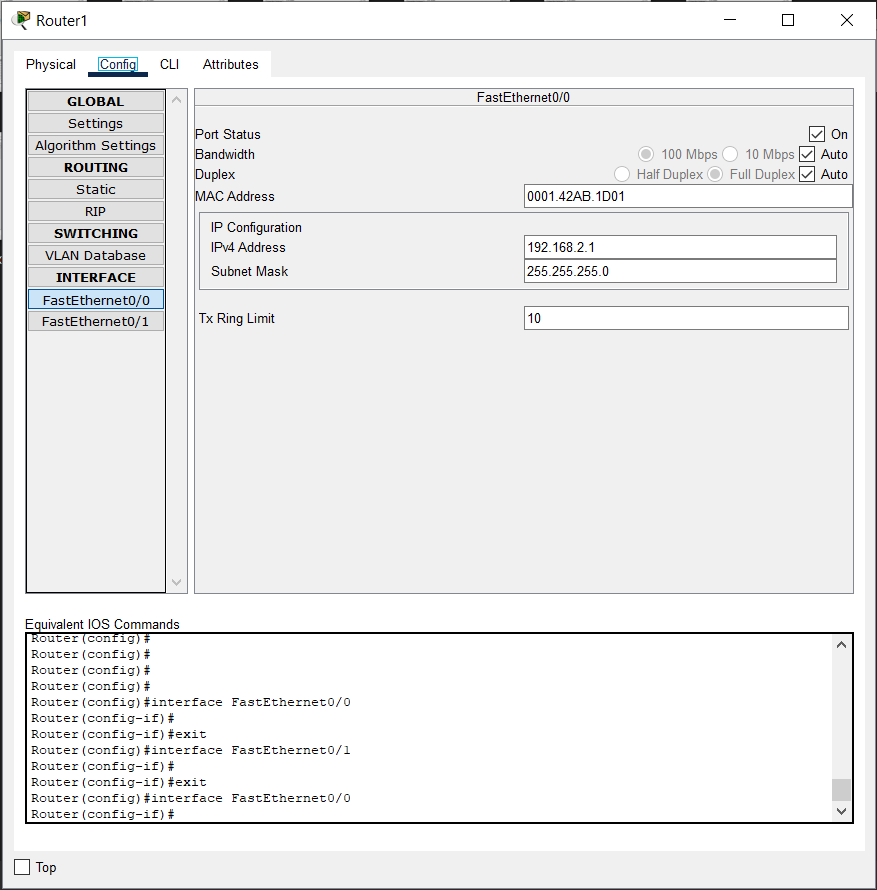 Router1
Physical Config CLI Attributes
GLOBAL
Settings
Algorithm Settings
ROUTING
Static
RIP
SWITCHING
VLAN Database
INTERFACE
FastEthernet0/0
FastEthernet0/1
FastEthernet0/0
Port Status On
Bandwidth 100 Mbps 10 Mbps Auto
Duplex Half Duplex Full Duplex Auto
MAC Address 0001.42AB.1D01
IP Configuration
IPv4 Address 192.168.2.1
Subnet Mask 255.255.255.0
Tx Ring Limit 10
Equivalent IOS Commands
Router(config)#
Router(config)#
Router(config)#
Router(config)#
Router(config)#interface FastEthernet0/0
Router(config-if)#
Router(config-if)#exit
Router(config)#interface FastEthernet0/1
Router(config-if)#
Router(config-if)#exit
Router(config)#interface FastEthernet0/0
Router(config-if)#
Top